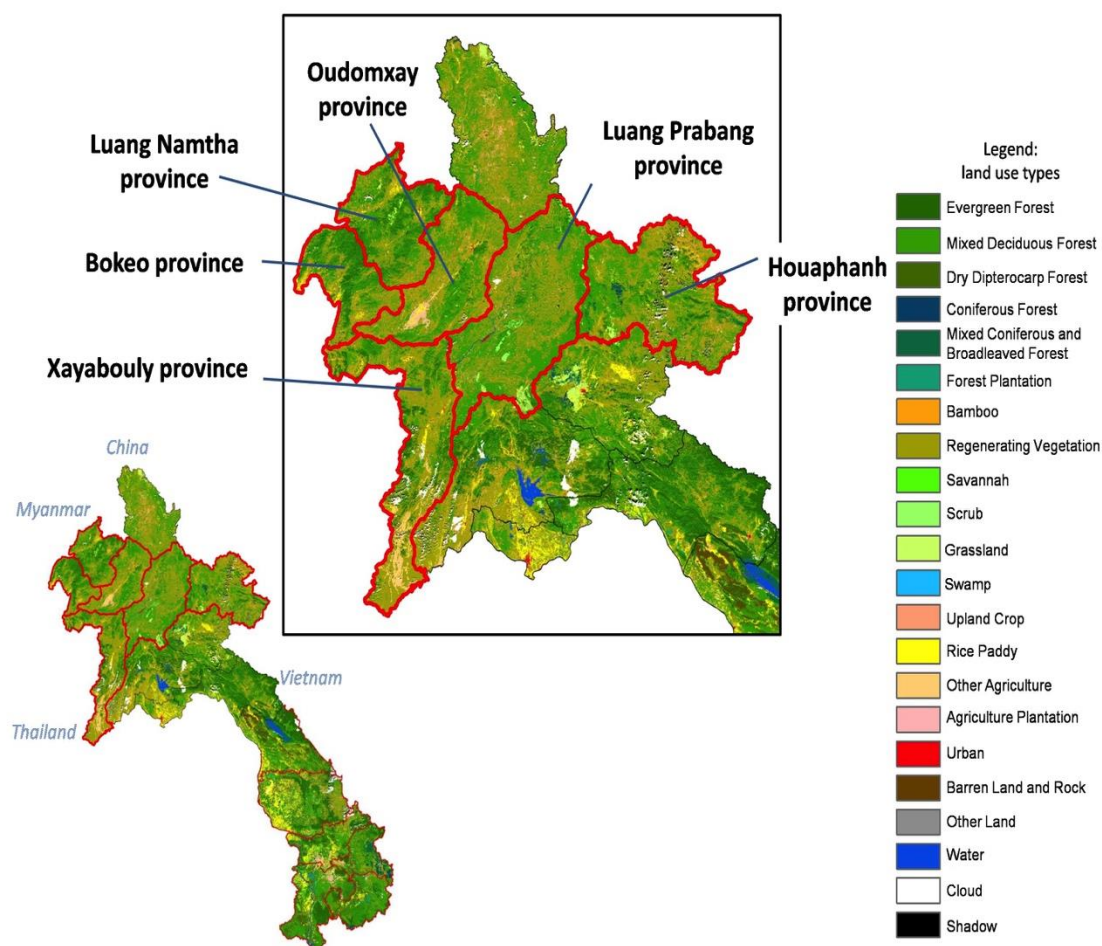 Oudomxay
province
Luang Namtha
province
Luang Prabang
province
Bokeo province
Houaphanh
province
Xayabouly province
China
Myanmar
Vietnam
Thailand
Legend:
land use types
Evergreen Forest
Mixed Deciduous Forest
Dry Dipterocarp Forest
Coniferous Forest
Mixed Coniferous and
Broadleaved Forest
Forest Plantation
Bamboo
Regenerating Vegetation
Savannah
Scrub
Grassland
Swamp
Upland Crop
Rice Paddy
Other Agriculture
Agriculture Plantation
Urban
Barren Land and Rock
Other Land
Water
Cloud
Shadow